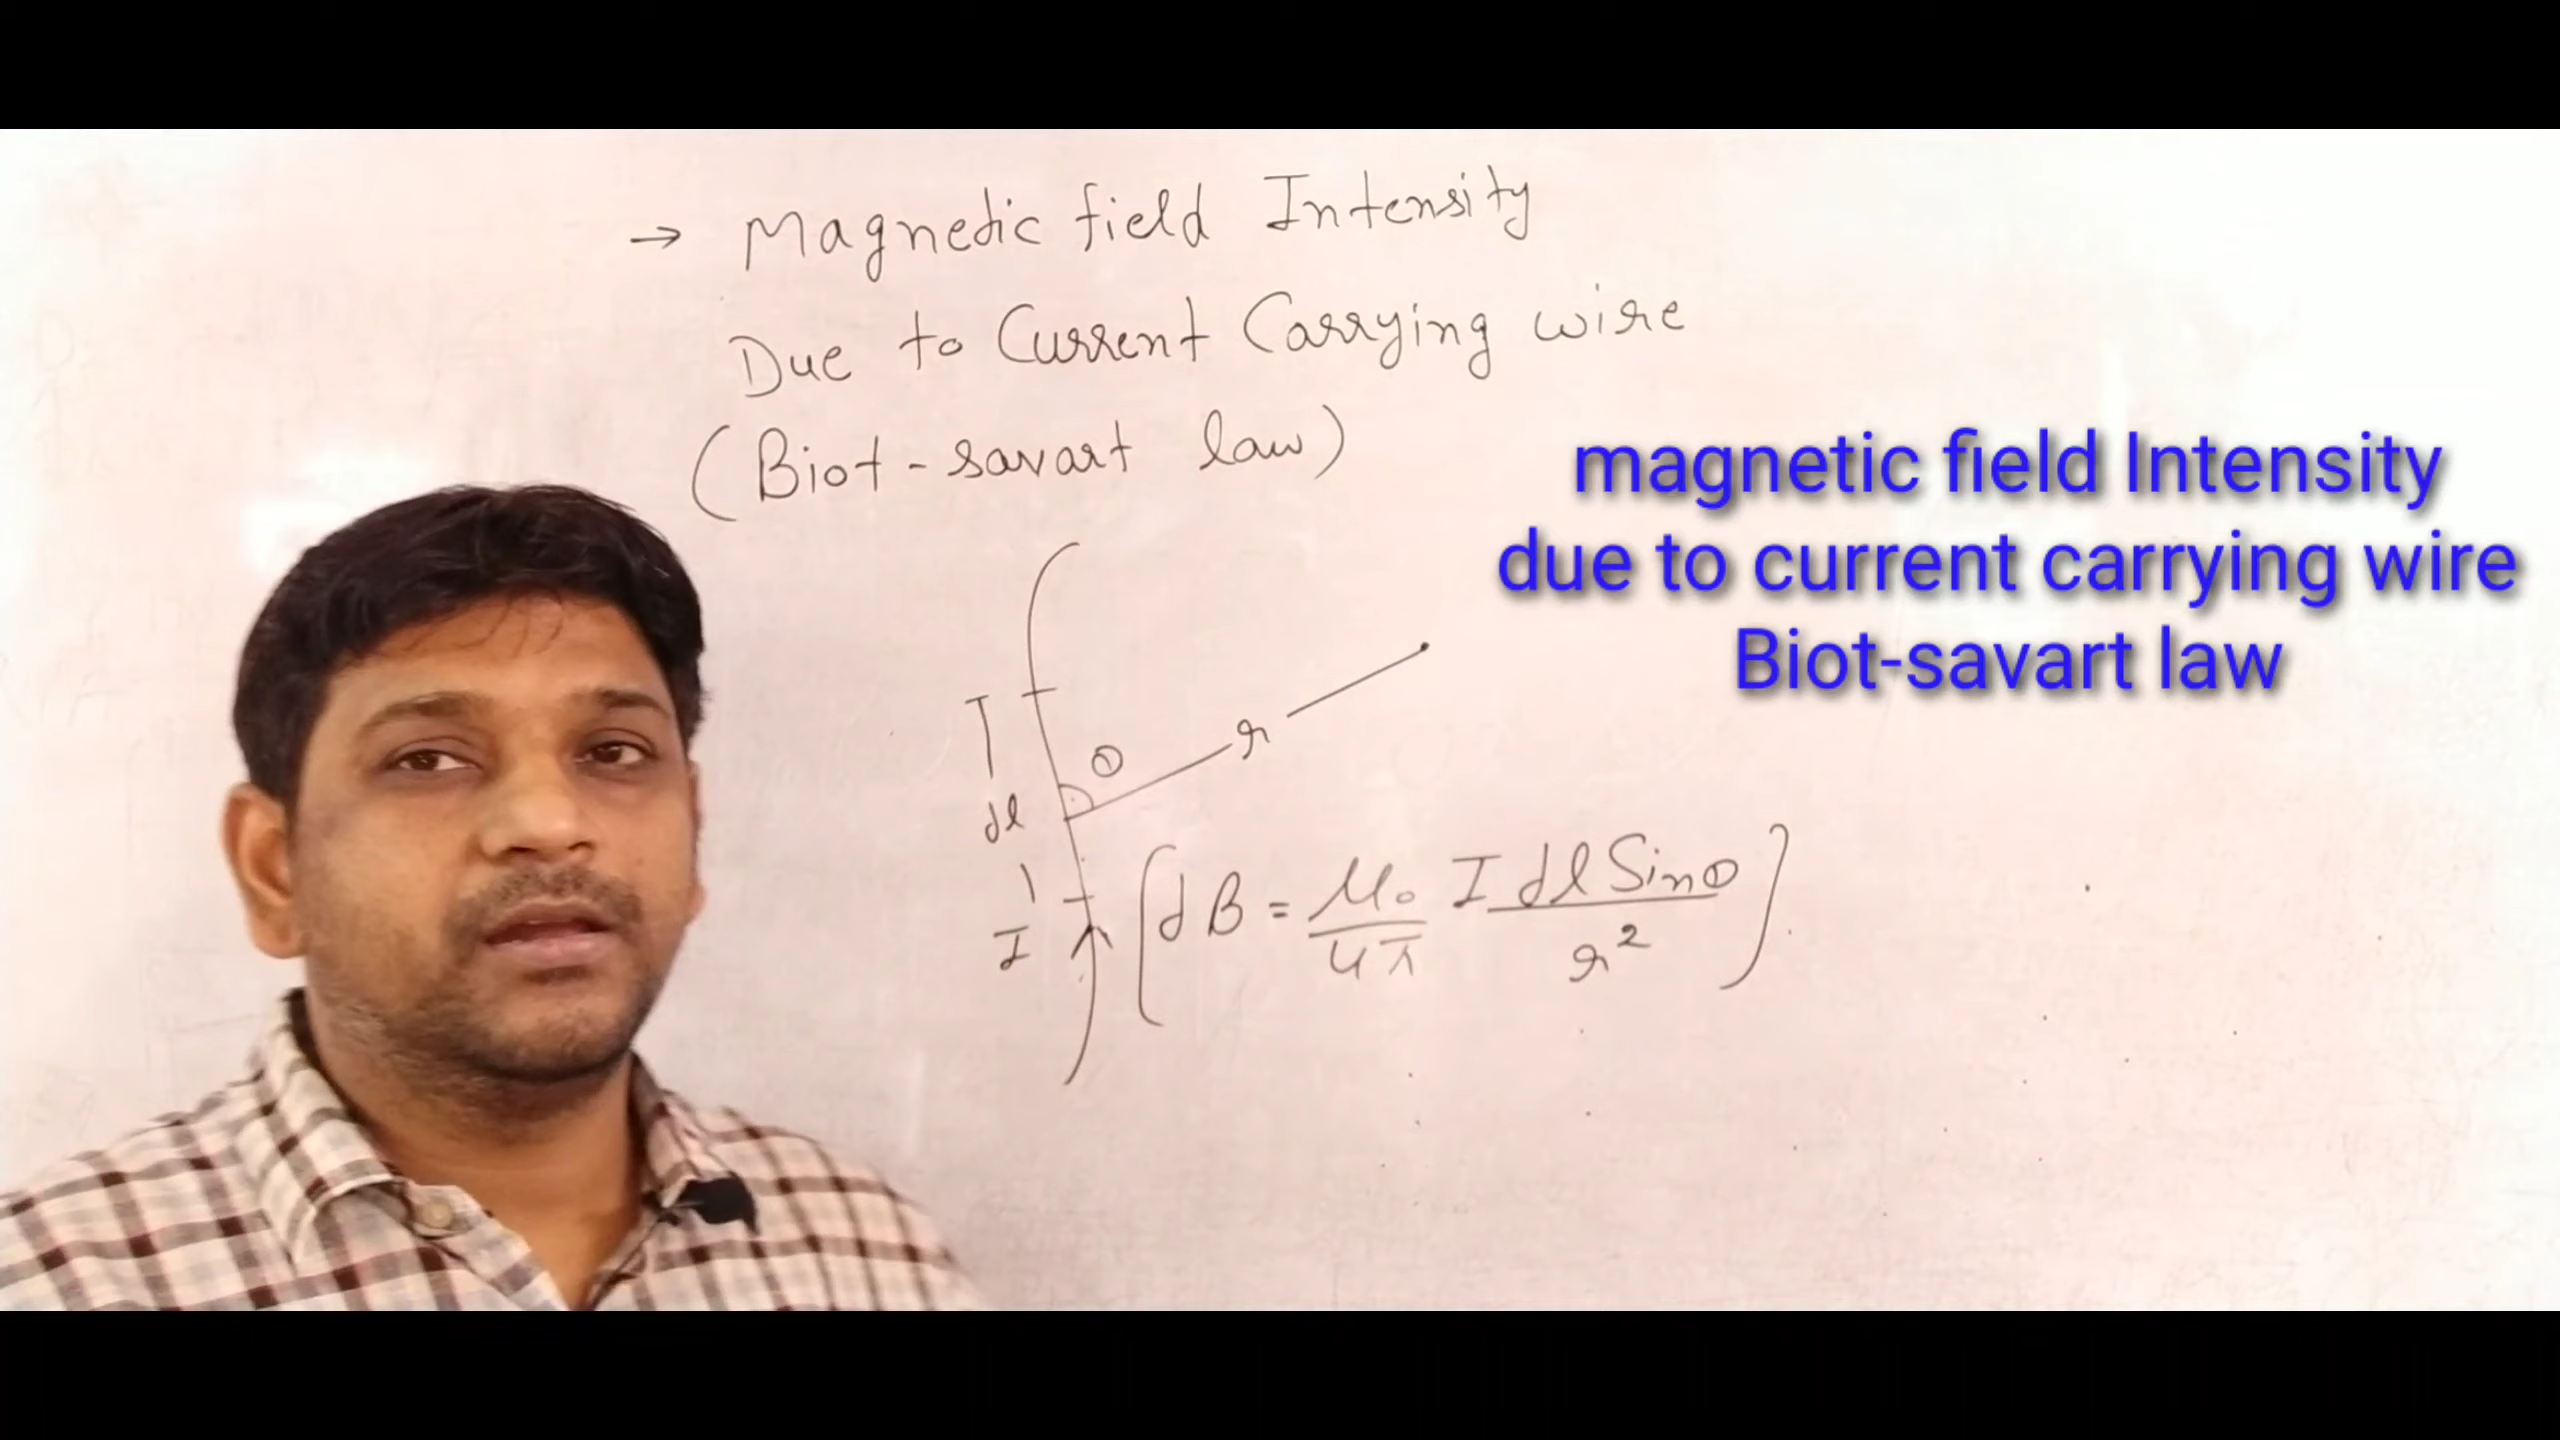 → Magnetic field Intensity
Due to Current Carrying wire
(Biot-savart law)
magnetic field Intensity
due to current carrying wire
Biot-savart law
r
θ
dl
I
[dB = μ₀/4π I dl Sinθ/r²]